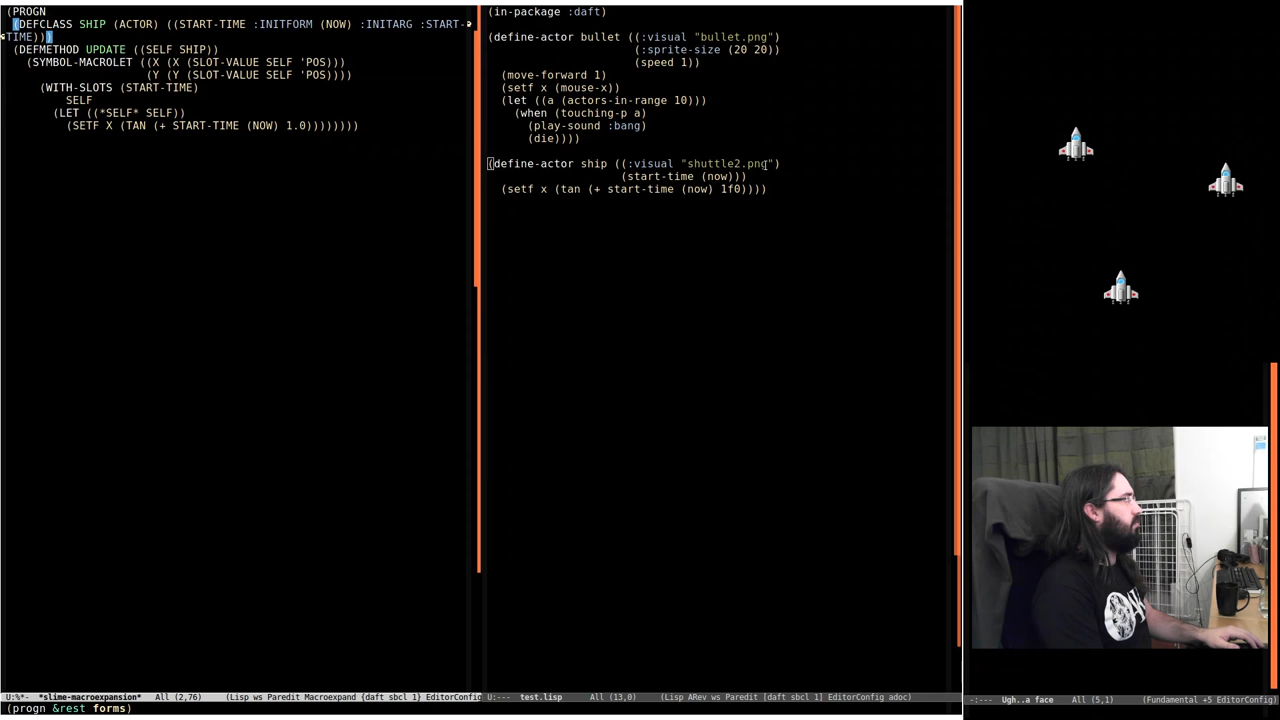 (PROGN
(DEFCLASS SHIP (ACTOR) ((START-TIME :INITFORM (NOW) :INITARG :START-
TIME)))
(DEFMETHOD UPDATE ((SELF SHIP))
(SYMBOL-MACROLET ((X (X (SLOT-VALUE SELF 'POS)))
(Y (Y (SLOT-VALUE SELF 'POS))))
(WITH-SLOTS (START-TIME)
SELF
(LET ((*SELF* SELF))
(SETF X (TAN (+ START-TIME (NOW) 1.0))))))))
U:%*- *slime-macroexpansion* All (2,76) (Lisp ws Paredit Macroexpand {daft sbcl 1} EditorConfig
(progn &rest forms)
(in-package :daft)
(define-actor bullet ((:visual "bullet.png")
(:sprite-size (20 20))
(speed 1))
(move-forward 1)
(setf x (mouse-x))
(let ((a (actors-in-range 10)))
(when (touching-p a)
(play-sound :bang)
(die))))
(define-actor ship ((:visual "shuttle2.png")
(start-time (now)))
(setf x (tan (+ start-time (now) 1f0))))
U:--- test.lisp All (13,0) (Lisp ARev ws Paredit [daft sbcl 1] EditorConfig adoc)
-:--- Ugh..a face All (5,1) (Fundamental +5 EditorConfig)